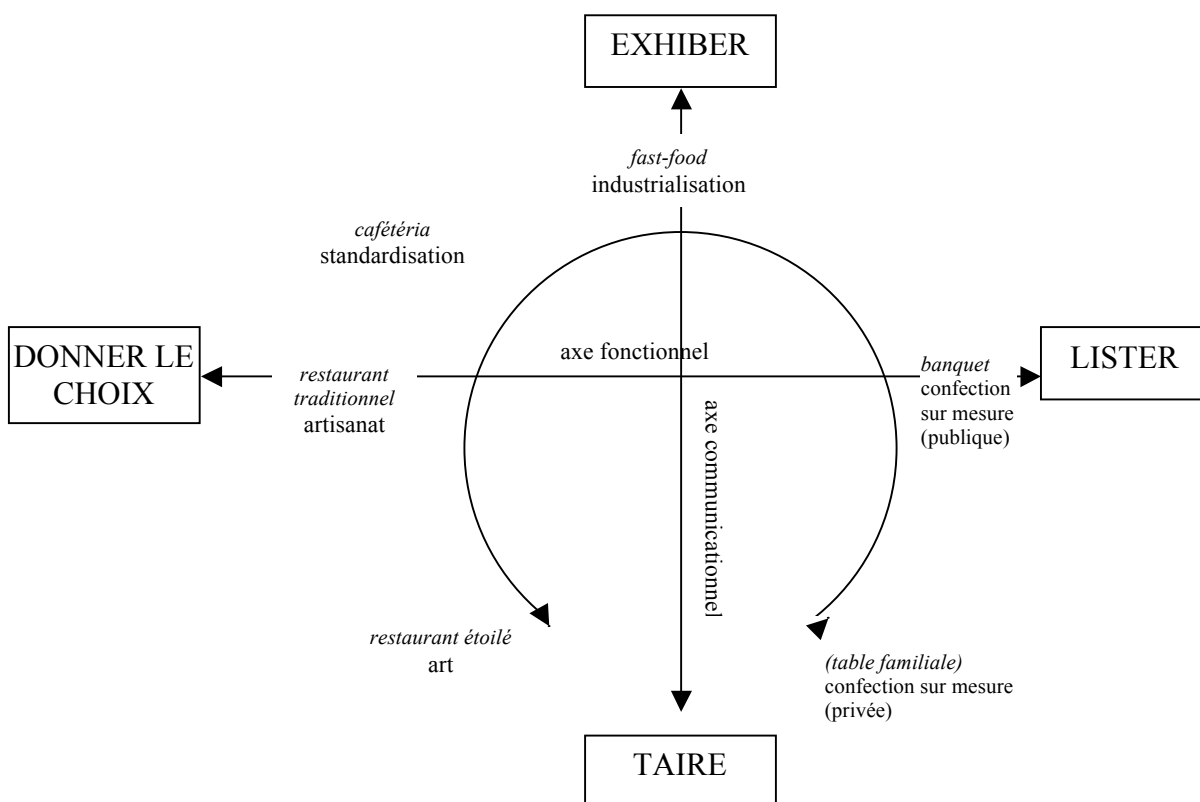 EXHIBER
fast-food
industrialisation
cafétéria
standardisation
DONNER LE
CHOIX
restaurant
traditionnel
artisanat
axe fonctionnel
banquet
confection
sur mesure
(publique)
LISTER
axe communicationnel
restaurant étoilé
art
(table familiale)
confection sur mesure
(privée)
TAIRE